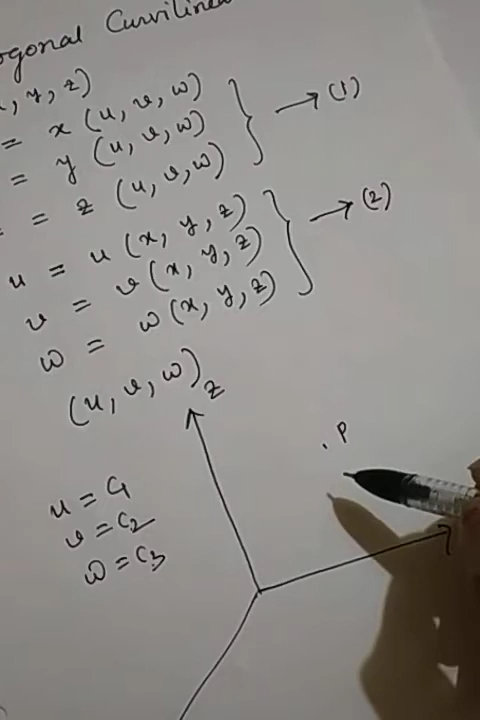 ogonal Curviline
, y, z)
= x (u, v, w)
= y (u, v, w) → (1)
= z (u, v, w)
u = u (x, y, z)
v = v (x, y, z) → (2)
w = w (x, y, z)
(u, v, w)
z
. P
u = C1
v = C2
w = C3